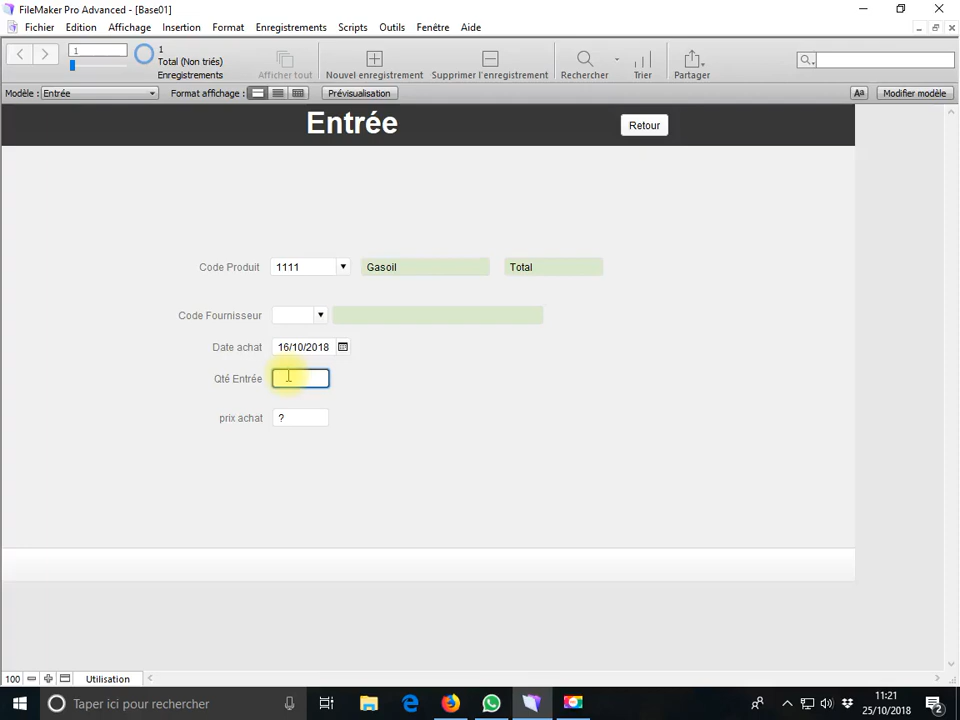 FileMaker Pro Advanced - [Base01]
Fichier Edition Affichage Insertion Format Enregistrements Scripts Outils Fenêtre Aide
1
1
Total (Non triés)
Enregistrements
Afficher tout
Nouvel enregistrement
Supprimer l'enregistrement
Rechercher
Trier
Partager
Modèle : Entrée
Format affichage :
Prévisualisation
Aa
Modifier modèle
Entrée
Retour
Code Produit 1111 Gasoil Total
Code Fournisseur
Date achat 16/10/2018
Qté Entrée
prix achat ?
100
Utilisation
Taper ici pour rechercher
11:21
25/10/2018
2